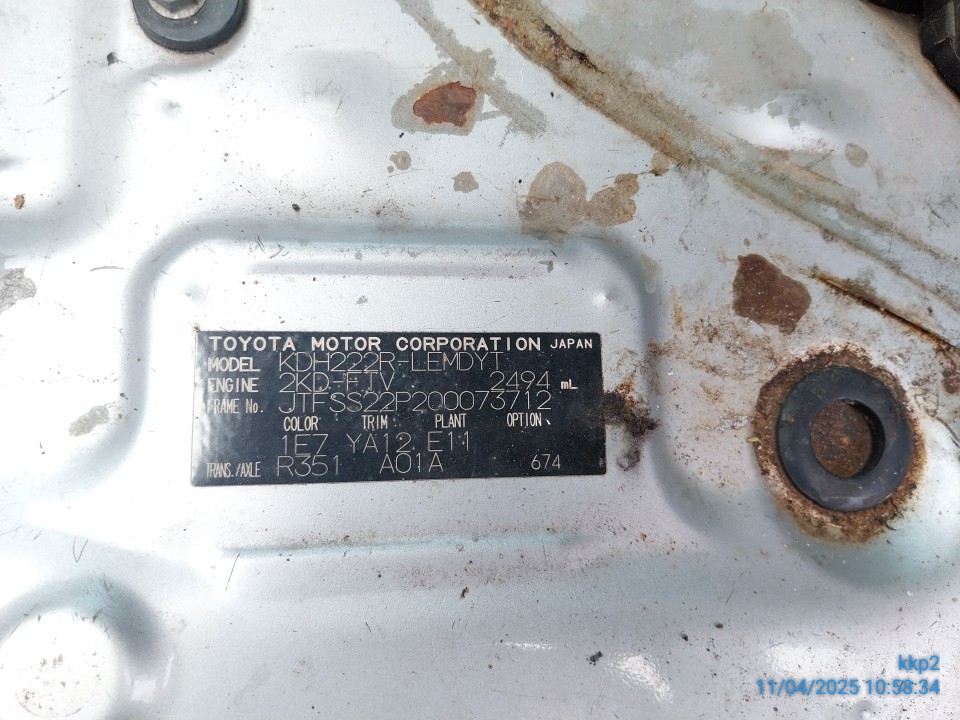 TOYOTA MOTOR CORPORATION JAPAN
MODEL KDH222R-LEMDYT
ENGINE 2KD-FTV 2494 mL
FRAME No. JTFSS22P200073712
COLOR TRIM PLANT OPTION
1E7 YA12 E11
TRANS./AXLE R351 A01A 674
kkp2
11/04/2025 10:58:34